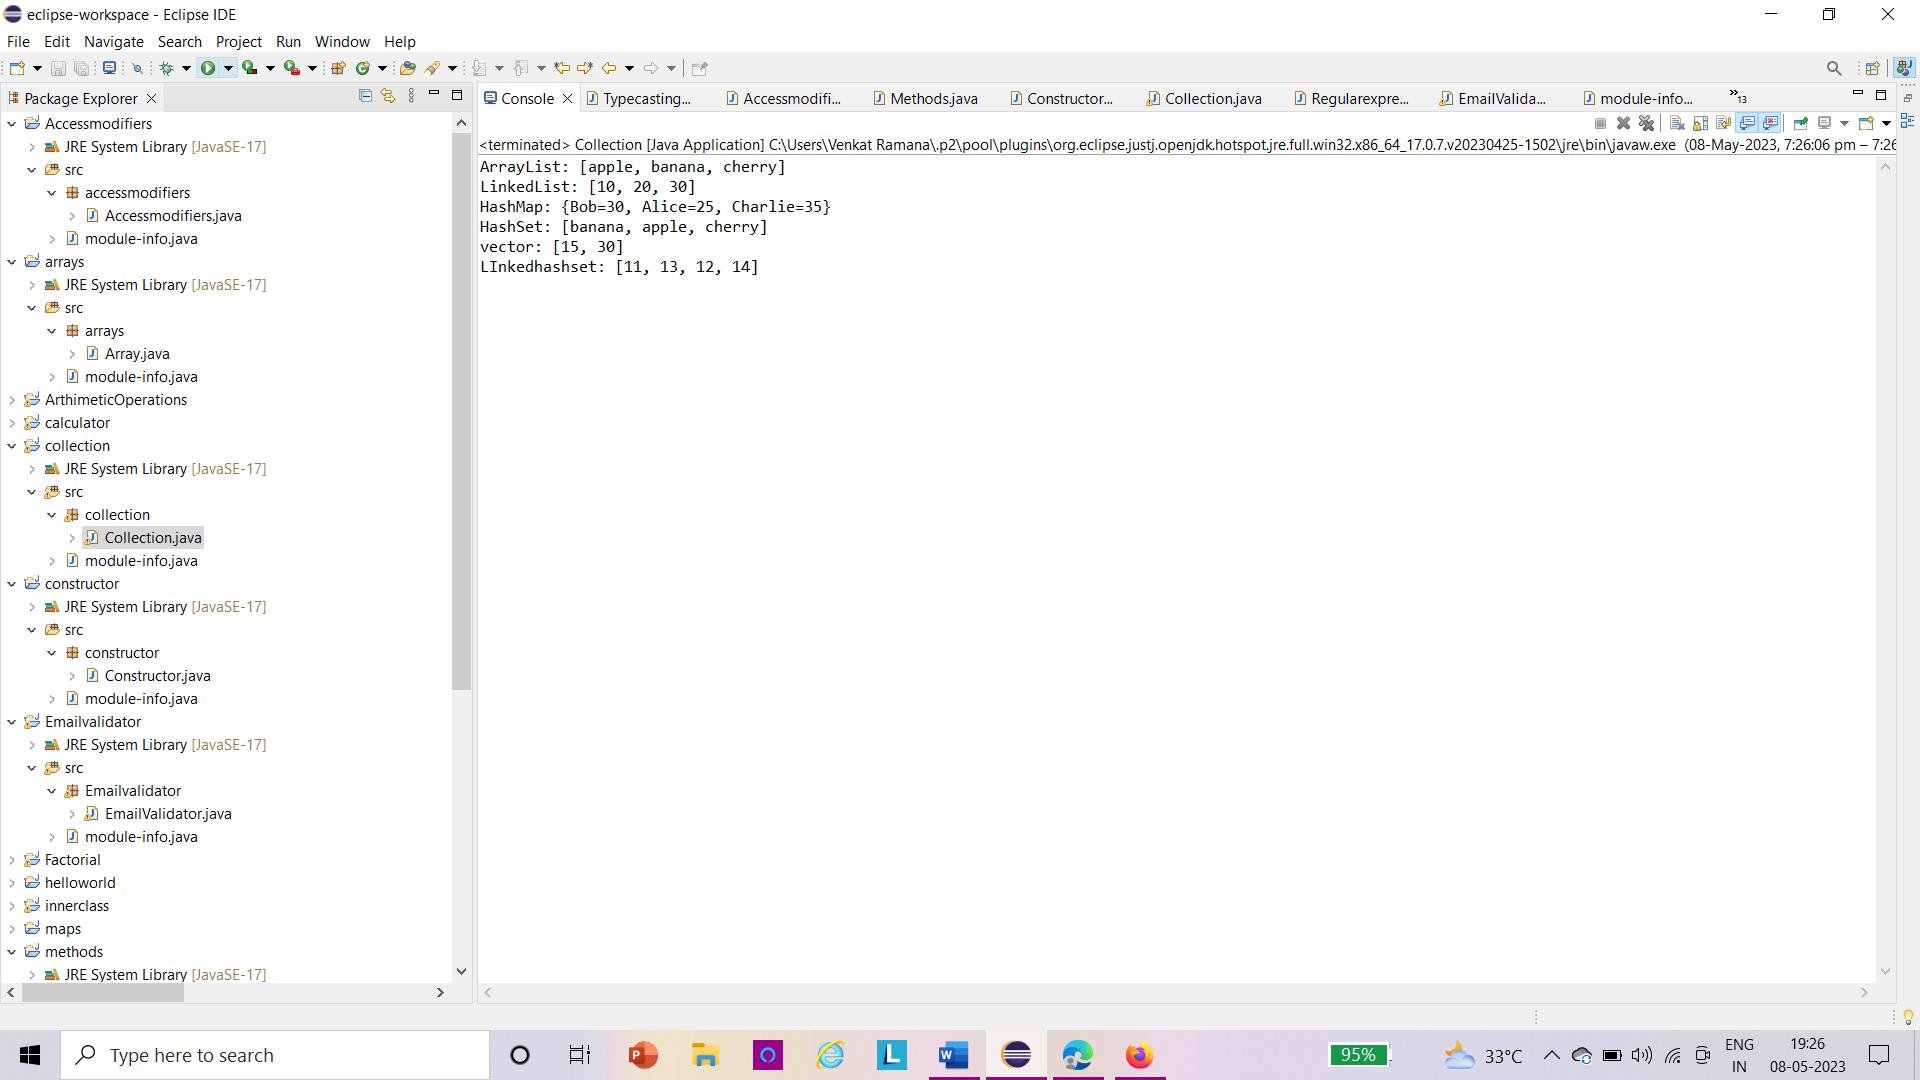 eclipse-workspace - Eclipse IDE
File Edit Navigate Search Project Run Window Help
Package Explorer
Accessmodifiers
JRE System Library [JavaSE-17]
src
accessmodifiers
Accessmodifiers.java
module-info.java
arrays
JRE System Library [JavaSE-17]
src
arrays
Array.java
module-info.java
ArthimeticOperations
calculator
collection
JRE System Library [JavaSE-17]
src
collection
Collection.java
module-info.java
constructor
JRE System Library [JavaSE-17]
src
constructor
Constructor.java
module-info.java
Emailvalidator
JRE System Library [JavaSE-17]
src
Emailvalidator
EmailValidator.java
module-info.java
Factorial
helloworld
innerclass
maps
methods
JRE System Library [JavaSE-17]
Console Typecasting... Accessmodifi... Methods.java Constructor... Collection.java Regularexpre... EmailValida... module-info... »13
<terminated> Collection [Java Application] C:\Users\Venkat Ramana\.p2\pool\plugins\org.eclipse.justj.openjdk.hotspot.jre.full.win32.x86_64_17.0.7.v20230425-1502\jre\bin\javaw.exe (08-May-2023, 7:26:06 pm – 7:26
ArrayList: [apple, banana, cherry]
LinkedList: [10, 20, 30]
HashMap: {Bob=30, Alice=25, Charlie=35}
HashSet: [banana, apple, cherry]
vector: [15, 30]
LInkedhashset: [11, 13, 12, 14]
Type here to search
95%
33°C
ENG
IN
19:26
08-05-2023